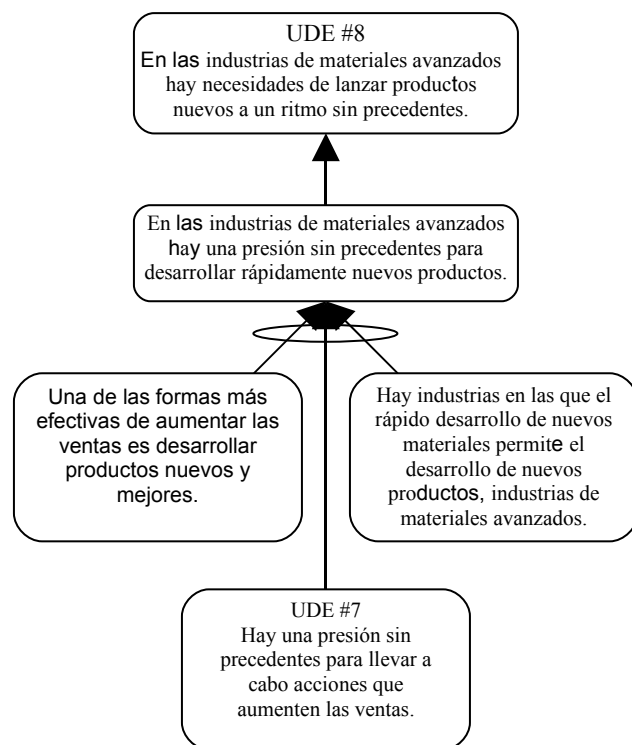 UDE #8
En las industrias de materiales avanzados
hay necesidades de lanzar productos
nuevos a un ritmo sin precedentes.
En las industrias de materiales avanzados
hay una presión sin precedentes para
desarrollar rápidamente nuevos productos.
Una de las formas más
efectivas de aumentar las
ventas es desarrollar
productos nuevos y
mejores.
Hay industrias en las que el
rápido desarrollo de nuevos
materiales permite el
desarrollo de nuevos
productos, industrias de
materiales avanzados.
UDE #7
Hay una presión sin
precedentes para llevar a
cabo acciones que
aumenten las ventas.